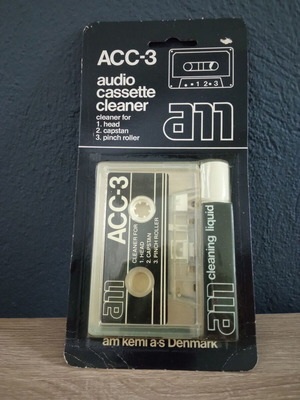 ACC-3
audio
cassette
cleaner
cleaner for
1. head
2. capstan
3. pinch roller
• • 1 2 • 3
am
ACC-3
CLEANER FOR
1. HEAD
2. CAPSTAN
3. PINCH-ROLLER
am
am cleaning liquid
am kemi a·s Denmark